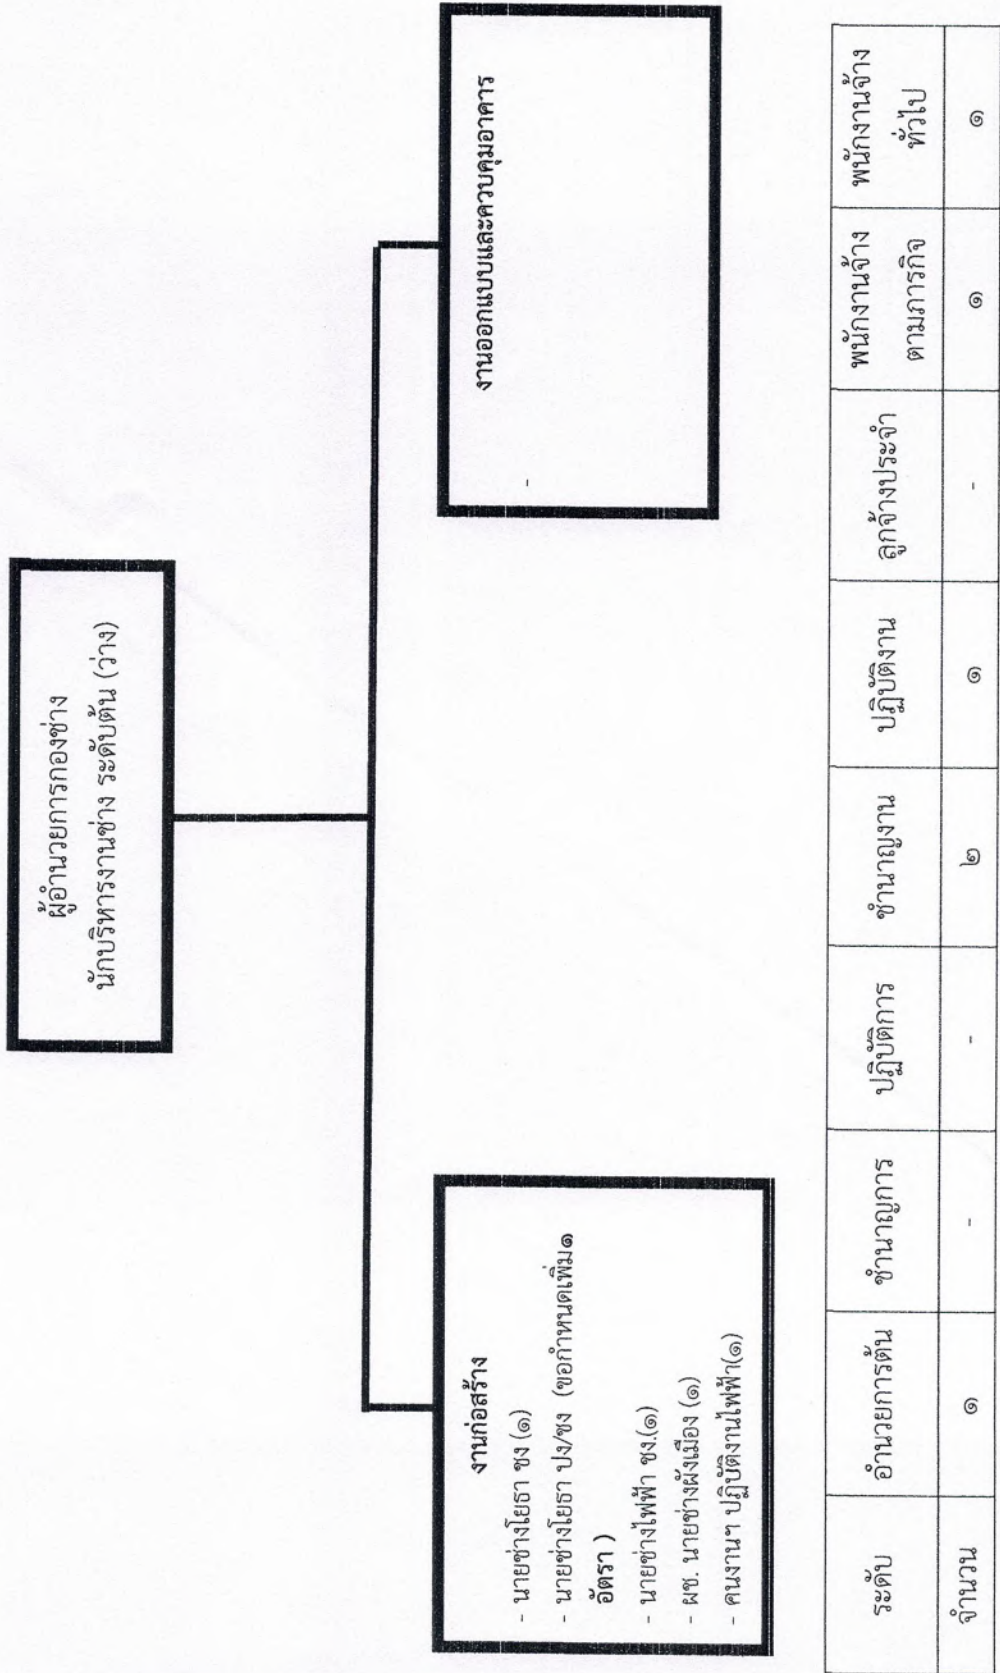 ผู้อำนวยการกองช่าง
นักบริหารงานช่าง ระดับต้น (ว่าง)
งานก่อสร้าง
- นายช่างโยธา ชง (๑)
- นายช่างโยธา ปง/ชง (ขอกำหนดเพิ่ม๑
อัตรา )
- นายช่างไฟฟ้า ชง.(๑)
- ผช. นายช่างผังเมือง (๑)
- คนงานฯ ปฏิบัติงานไฟฟ้า(๑)
งานออกแบบและควบคุมอาคาร
-
ระดับ อำนวยการต้น ชำนาญการ ปฏิบัติการ ชำนาญงาน ปฏิบัติงาน ลูกจ้างประจำ พนักงานจ้าง พนักงานจ้าง
ตามภารกิจ ทั่วไป
จำนวน ๑ - - ๒ ๑ - ๑ ๑